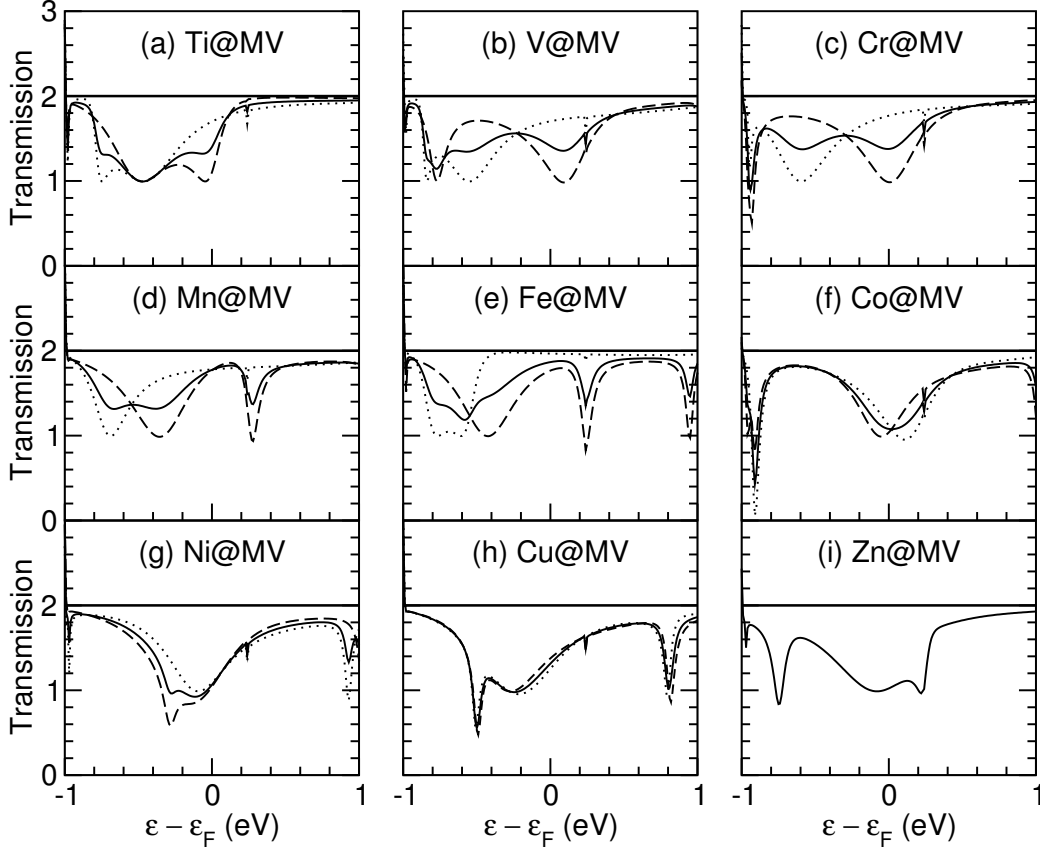 3
(a) Ti@MV
(b) V@MV
(c) Cr@MV
2
Transmission
1
0
(d) Mn@MV
(e) Fe@MV
(f) Co@MV
2
Transmission
1
0
(g) Ni@MV
(h) Cu@MV
(i) Zn@MV
2
Transmission
1
0
-1 0 1
-1 0 1
-1 0 1
ε − εF (eV)
ε − εF (eV)
ε − εF (eV)